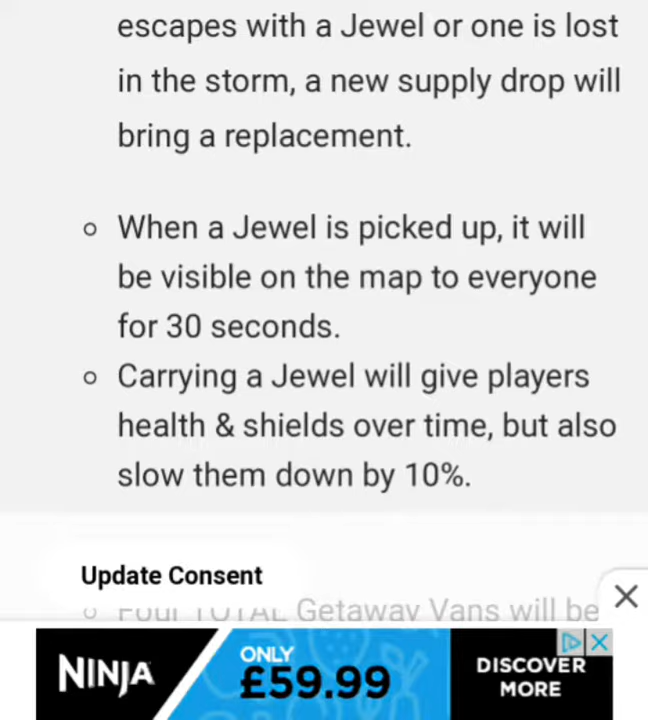 escapes with a Jewel or one is lost
in the storm, a new supply drop will
bring a replacement.
When a Jewel is picked up, it will
be visible on the map to everyone
for 30 seconds.
Carrying a Jewel will give players
health & shields over time, but also
slow them down by 10%.
Update Consent
Four TOTAL Getaway Vans will be
NINJA
ONLY
£59.99
DISCOVER
MORE